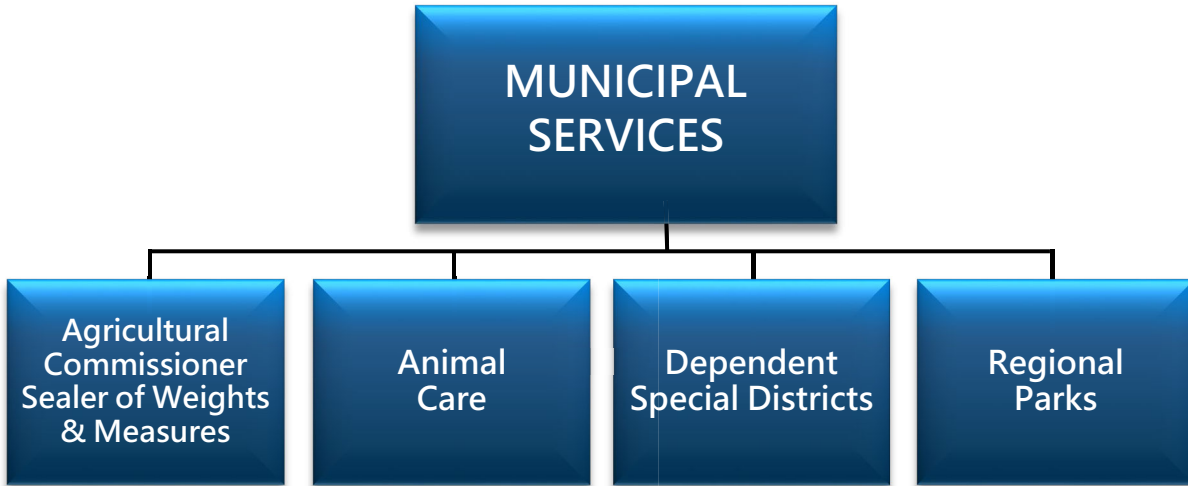 MUNICIPAL
SERVICES
Agricultural
Commissioner
Sealer of Weights
& Measures
Animal
Care
Dependent
Special Districts
Regional
Parks